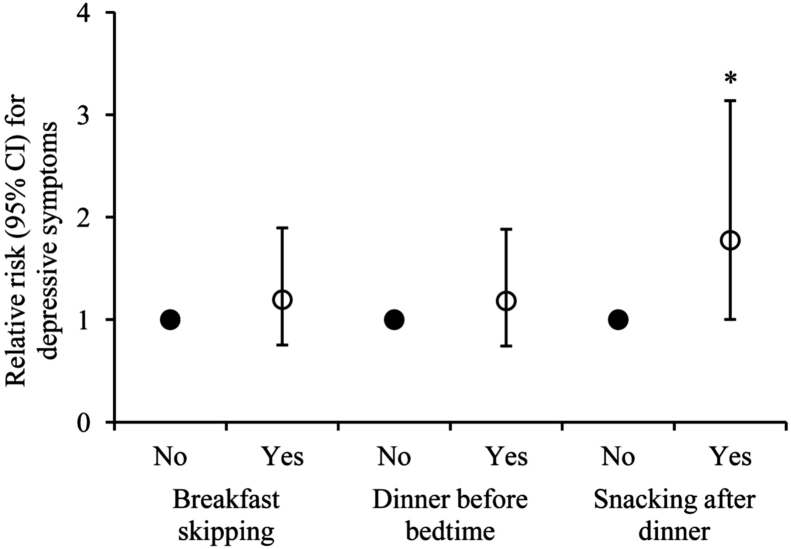 Relative risk (95% CI) for
depressive symptoms
4
3
2
1
0
*
No Yes No Yes No Yes
Breakfast
skipping
Dinner before
bedtime
Snacking after
dinner